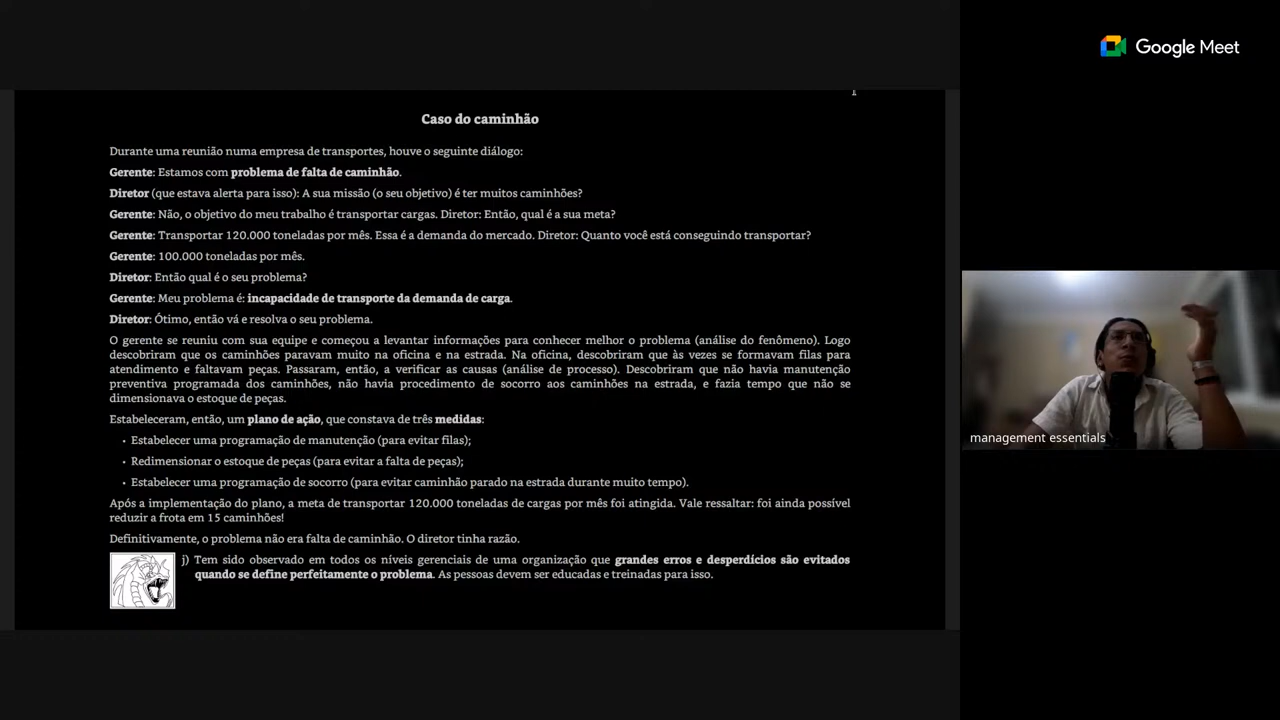 Google Meet
Caso do caminhão
Durante uma reunião numa empresa de transportes, houve o seguinte diálogo:
Gerente: Estamos com problema de falta de caminhão.
Diretor (que estava alerta para isso): A sua missão (o seu objetivo) é ter muitos caminhões?
Gerente: Não, o objetivo do meu trabalho é transportar cargas. Diretor: Então, qual é a sua meta?
Gerente: Transportar 120.000 toneladas por mês. Essa é a demanda do mercado. Diretor: Quanto você está conseguindo transportar?
Gerente: 100.000 toneladas por mês.
Diretor: Então qual é o seu problema?
Gerente: Meu problema é: incapacidade de transporte da demanda de carga.
Diretor: Ótimo, então vá e resolva o seu problema.
O gerente se reuniu com sua equipe e começou a levantar informações para conhecer melhor o problema (análise do fenômeno). Logo
descobriram que os caminhões paravam muito na oficina e na estrada. Na oficina, descobriram que às vezes se formavam filas para
atendimento e faltavam peças. Passaram, então, a verificar as causas (análise de processo). Descobriram que não havia manutenção
preventiva programada dos caminhões, não havia procedimento de socorro aos caminhões na estrada, e fazia tempo que não se
dimensionava o estoque de peças.
Estabeleceram, então, um plano de ação, que constava de três medidas:
• Estabelecer uma programação de manutenção (para evitar filas);
• Redimensionar o estoque de peças (para evitar a falta de peças);
• Estabelecer uma programação de socorro (para evitar caminhão parado na estrada durante muito tempo).
Após a implementação do plano, a meta de transportar 120.000 toneladas de cargas por mês foi atingida. Vale ressaltar: foi ainda possível
reduzir a frota em 15 caminhões!
Definitivamente, o problema não era falta de caminhão. O diretor tinha razão.
j) Tem sido observado em todos os níveis gerenciais de uma organização que grandes erros e desperdícios são evitados
quando se define perfeitamente o problema. As pessoas devem ser educadas e treinadas para isso.
management essentials